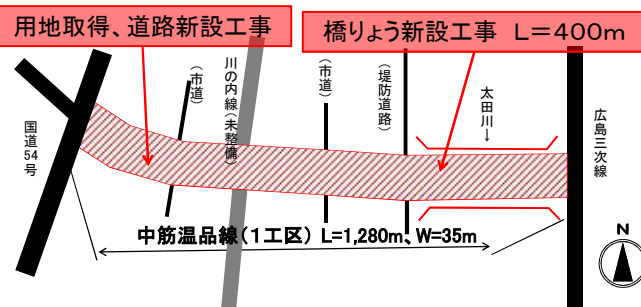 用地取得、道路新設工事
橋りょう新設工事 L＝400m
国道54号
(市道)
川の内線(未整備)
(市道)
(堤防道路)
太田川→
広島三次線
中筋温品線(1工区) L=1,280m、W=35m
N